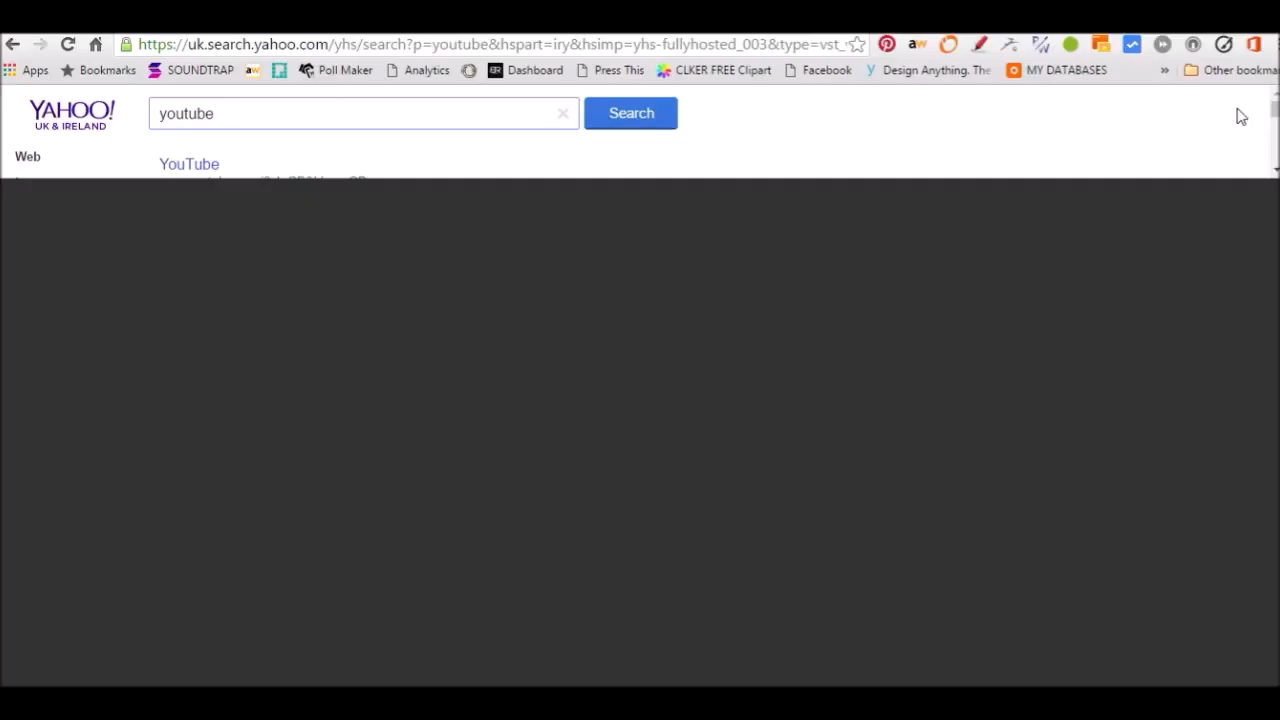 https://uk.search.yahoo.com/yhs/search?p=youtube&hspart=iry&hsimp=yhs-fullyhosted_003&type=vst_
Apps Bookmarks SOUNDTRAP aw Poll Maker Analytics Dashboard Press This CLKER FREE Clipart Facebook Design Anything. The MY DATABASES » Other bookma
YAHOO!
UK & IRELAND
youtube
Search
Web
YouTube